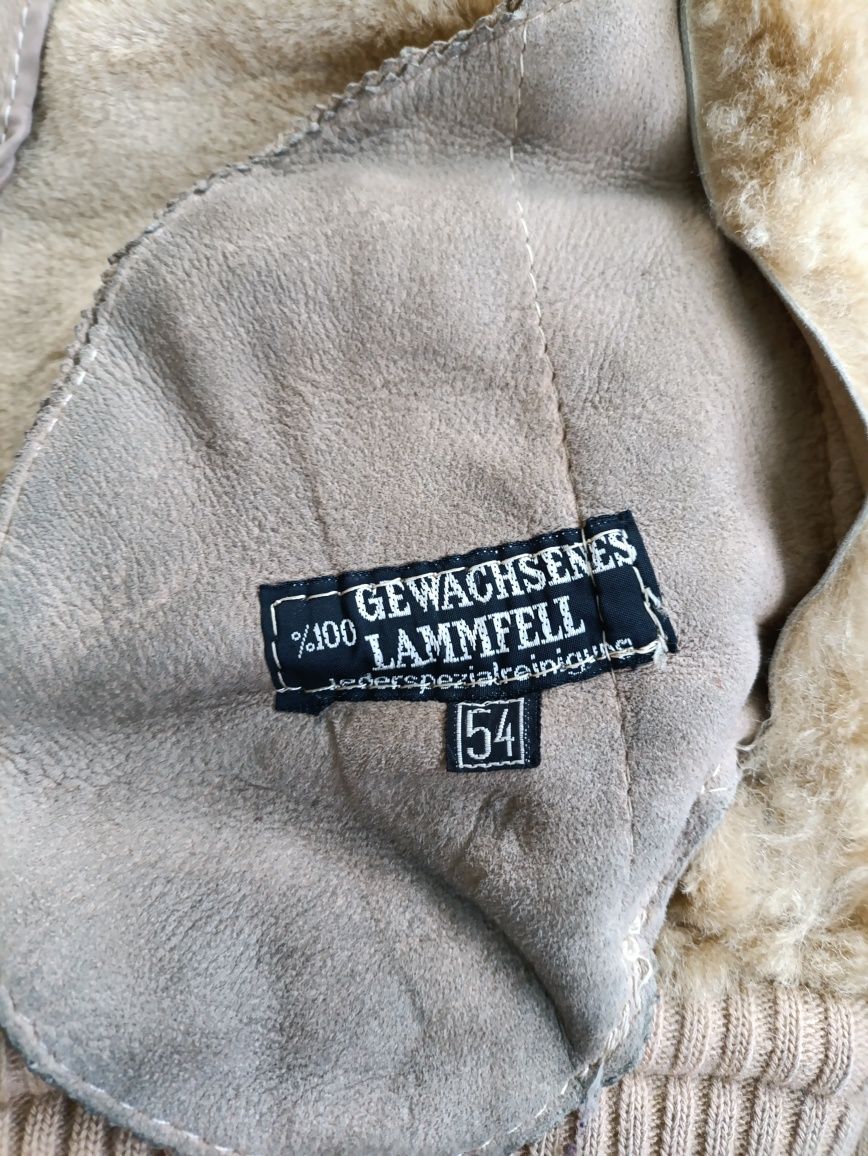 %100 GEWACHSENES
LAMMFELL
Lederspezialreinigung
54